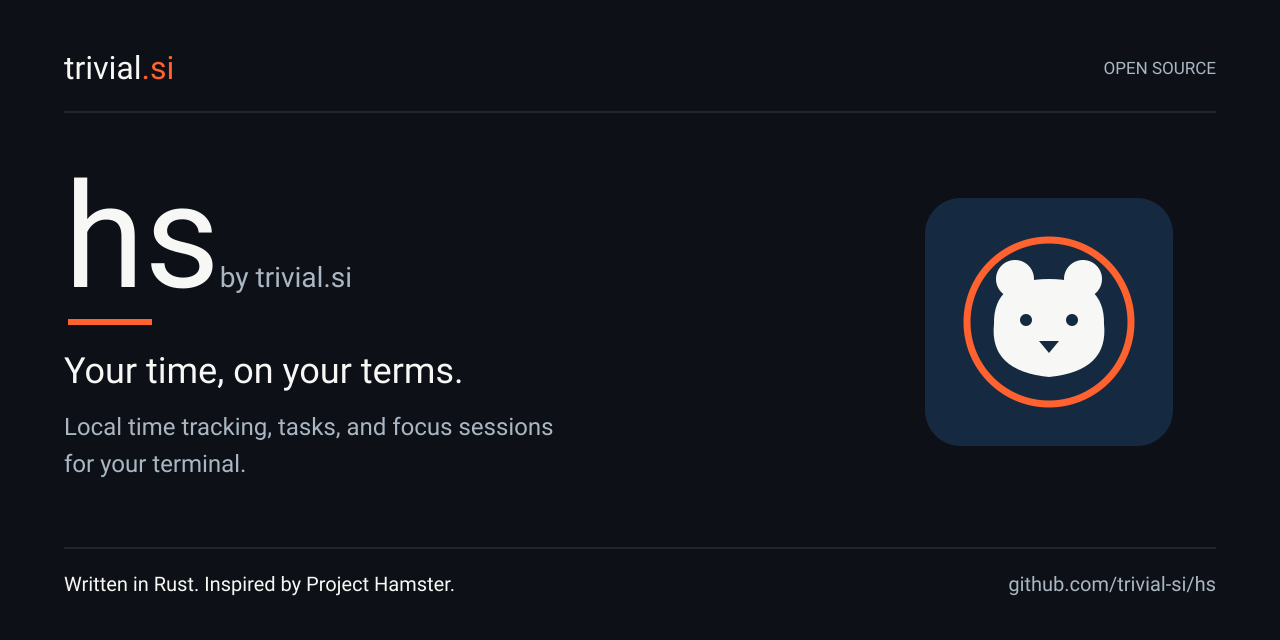 trivial.si
OPEN SOURCE
hs by trivial.si
Your time, on your terms.
Local time tracking, tasks, and focus sessions
for your terminal.
Written in Rust. Inspired by Project Hamster.
github.com/trivial-si/hs